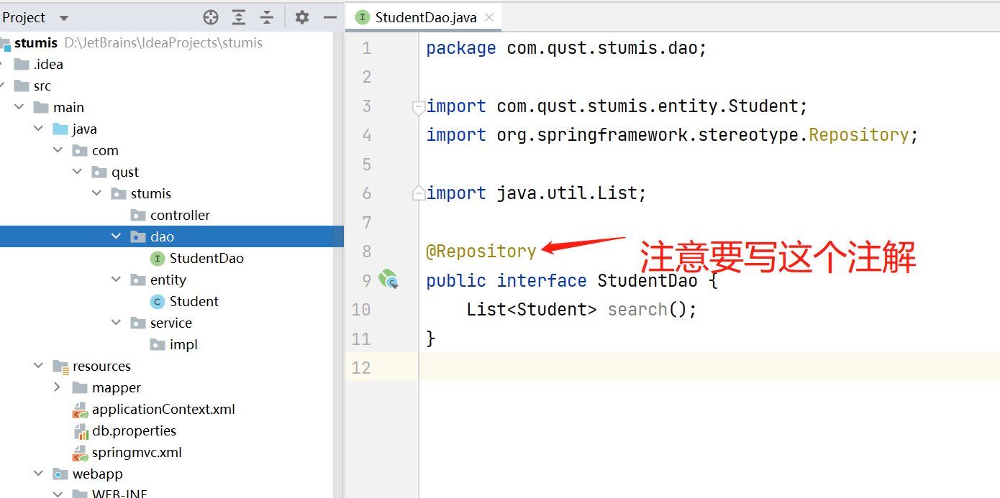 Project
StudentDao.java
stumis D:\JetBrains\IdeaProjects\stumis
.idea
src
main
java
com
qust
stumis
controller
dao
StudentDao
entity
Student
service
impl
resources
mapper
applicationContext.xml
db.properties
springmvc.xml
webapp
WEB-INF
1 package com.qust.stumis.dao;
2
3 import com.qust.stumis.entity.Student;
4 import org.springframework.stereotype.Repository;
5
6 import java.util.List;
7
8 @Repository 注意要写这个注解
9 public interface StudentDao {
10 List<Student> search();
11 }
12